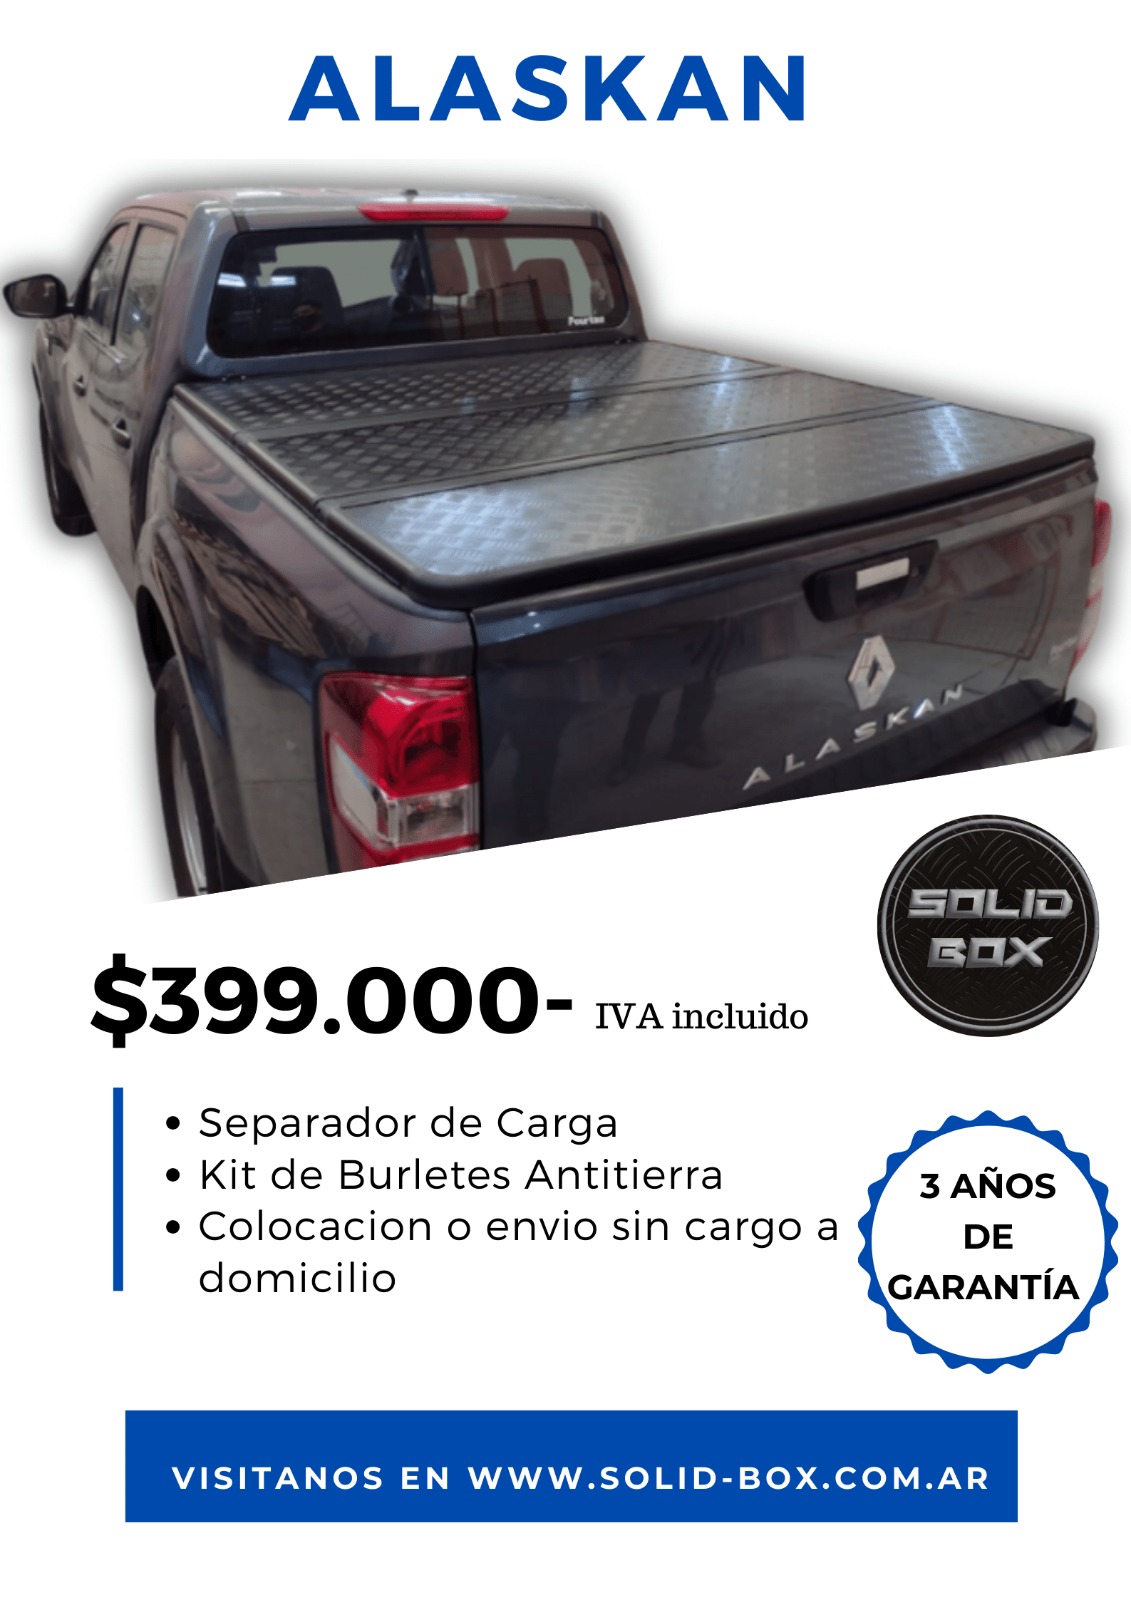 ALASKAN
Fourtas
ALASKAN
SOLID
BOX
$399.000- IVA incluido
• Separador de Carga
• Kit de Burletes Antitierra
• Colocacion o envio sin cargo a
domicilio
3 AÑOS
DE
GARANTÍA
VISITANOS EN WWW.SOLID-BOX.COM.AR